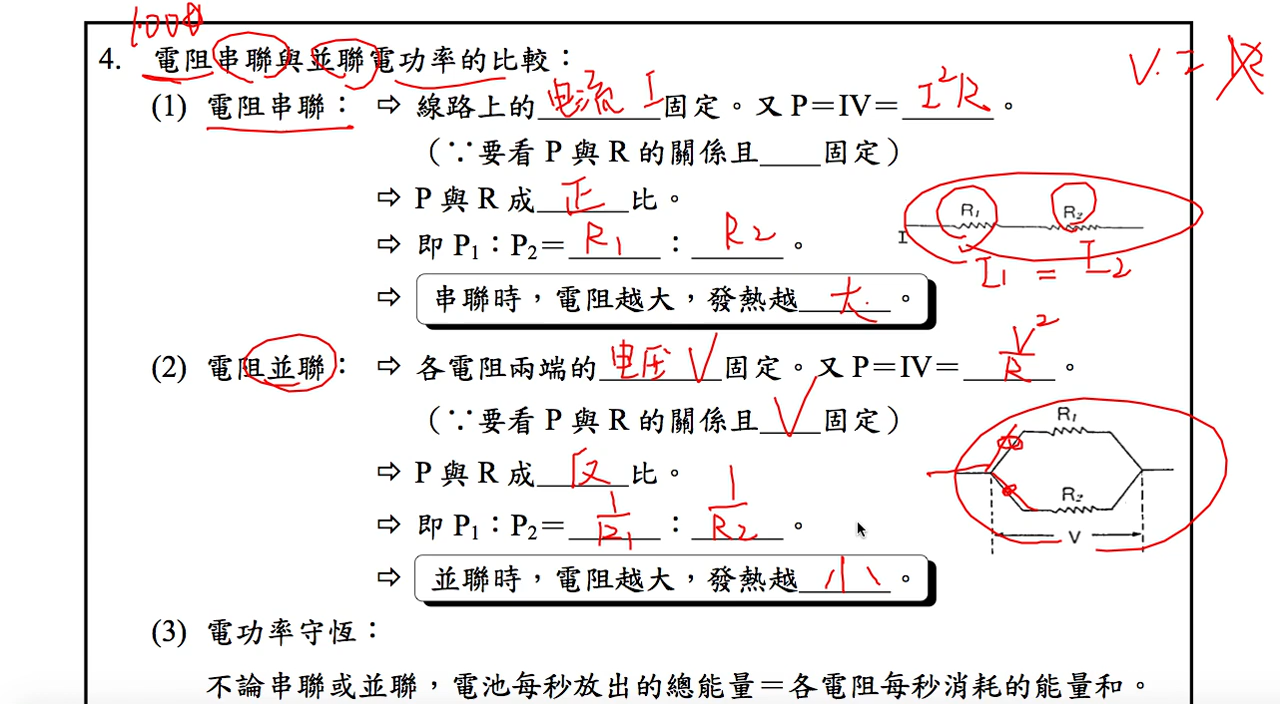 1000
4. 電阻串聯與並聯電功率的比較：
V. I
(1) 電阻串聯： ⇨ 線路上的电流 I固定。又 P＝IV＝I²R。
（∵要看 P 與 R 的關係且____固定）
⇨ P 與 R 成正比。
R₁ R₂
I
⇨ 即 P₁：P₂＝R1：R2。
I₁ = I₂
⇨ 串聯時，電阻越大，發熱越大。
(2) 電阻並聯： ⇨ 各電阻兩端的电压 V固定。又 P＝IV＝V²/R。
（∵要看 P 與 R 的關係且V固定）
R₁
⇨ P 與 R 成反比。
R₂
⇨ 即 P₁：P₂＝1/R1：1/R2。
V
⇨ 並聯時，電阻越大，發熱越小。
(3) 電功率守恆：
不論串聯或並聯，電池每秒放出的總能量＝各電阻每秒消耗的能量和。